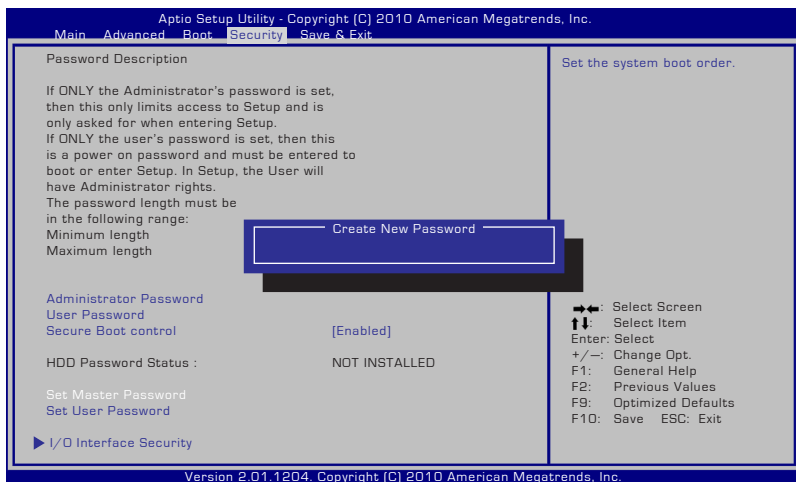 Aptio Setup Utility - Copyright (C) 2010 American Megatrends, Inc.
Main Advanced Boot Security Save & Exit
Password Description
If ONLY the Administrator's password is set,
then this only limits access to Setup and is
only asked for when entering Setup.
If ONLY the user's password is set, then this
is a power on password and must be entered to
boot or enter Setup. In Setup, the User will
have Administrator rights.
The password length must be
in the following range:
Minimum length
Maximum length
Create New Password
Administrator Password
User Password
Secure Boot control [Enabled]
HDD Password Status : NOT INSTALLED
Set Master Password
Set User Password
▶ I/O Interface Security
Set the system boot order.
→←: Select Screen
↑↓: Select Item
Enter: Select
+/—: Change Opt.
F1: General Help
F2: Previous Values
F9: Optimized Defaults
F10: Save ESC: Exit
Version 2.01.1204. Copyright (C) 2010 American Megatrends, Inc.